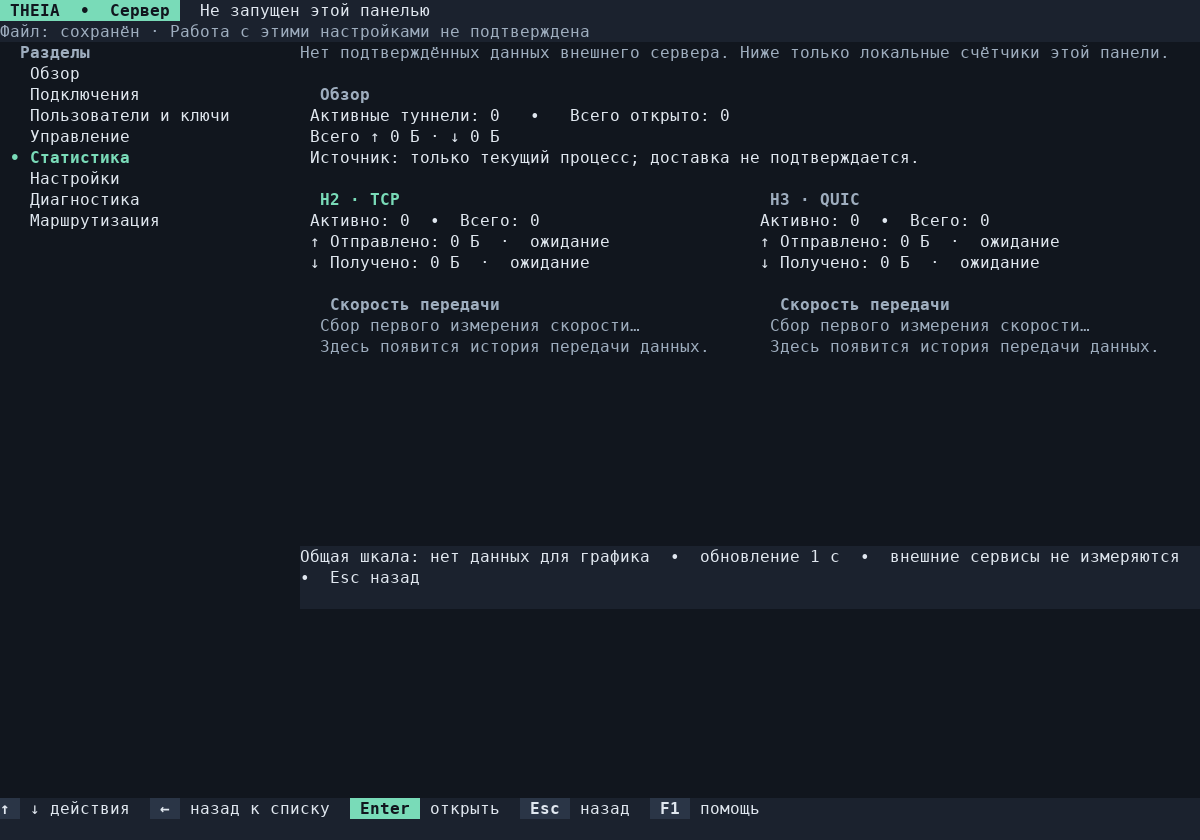 THEIA • Сервер Не запущен этой панелью
Файл: сохранён · Работа с этими настройками не подтверждена
Разделы
Обзор
Подключения
Пользователи и ключи
Управление
• Статистика
Настройки
Диагностика
Маршрутизация
Нет подтверждённых данных внешнего сервера. Ниже только локальные счётчики этой панели.
Обзор
Активные туннели: 0 • Всего открыто: 0
Всего ↑ 0 Б · ↓ 0 Б
Источник: только текущий процесс; доставка не подтверждается.
H2 · TCP
Активно: 0 • Всего: 0
↑ Отправлено: 0 Б · ожидание
↓ Получено: 0 Б · ожидание
Скорость передачи
Сбор первого измерения скорости…
Здесь появится история передачи данных.
H3 · QUIC
Активно: 0 • Всего: 0
↑ Отправлено: 0 Б · ожидание
↓ Получено: 0 Б · ожидание
Скорость передачи
Сбор первого измерения скорости…
Здесь появится история передачи данных.
Общая шкала: нет данных для графика • обновление 1 с • внешние сервисы не измеряются
• Esc назад
↑ ↓ действия ← назад к списку Enter открыть Esc назад F1 помощь